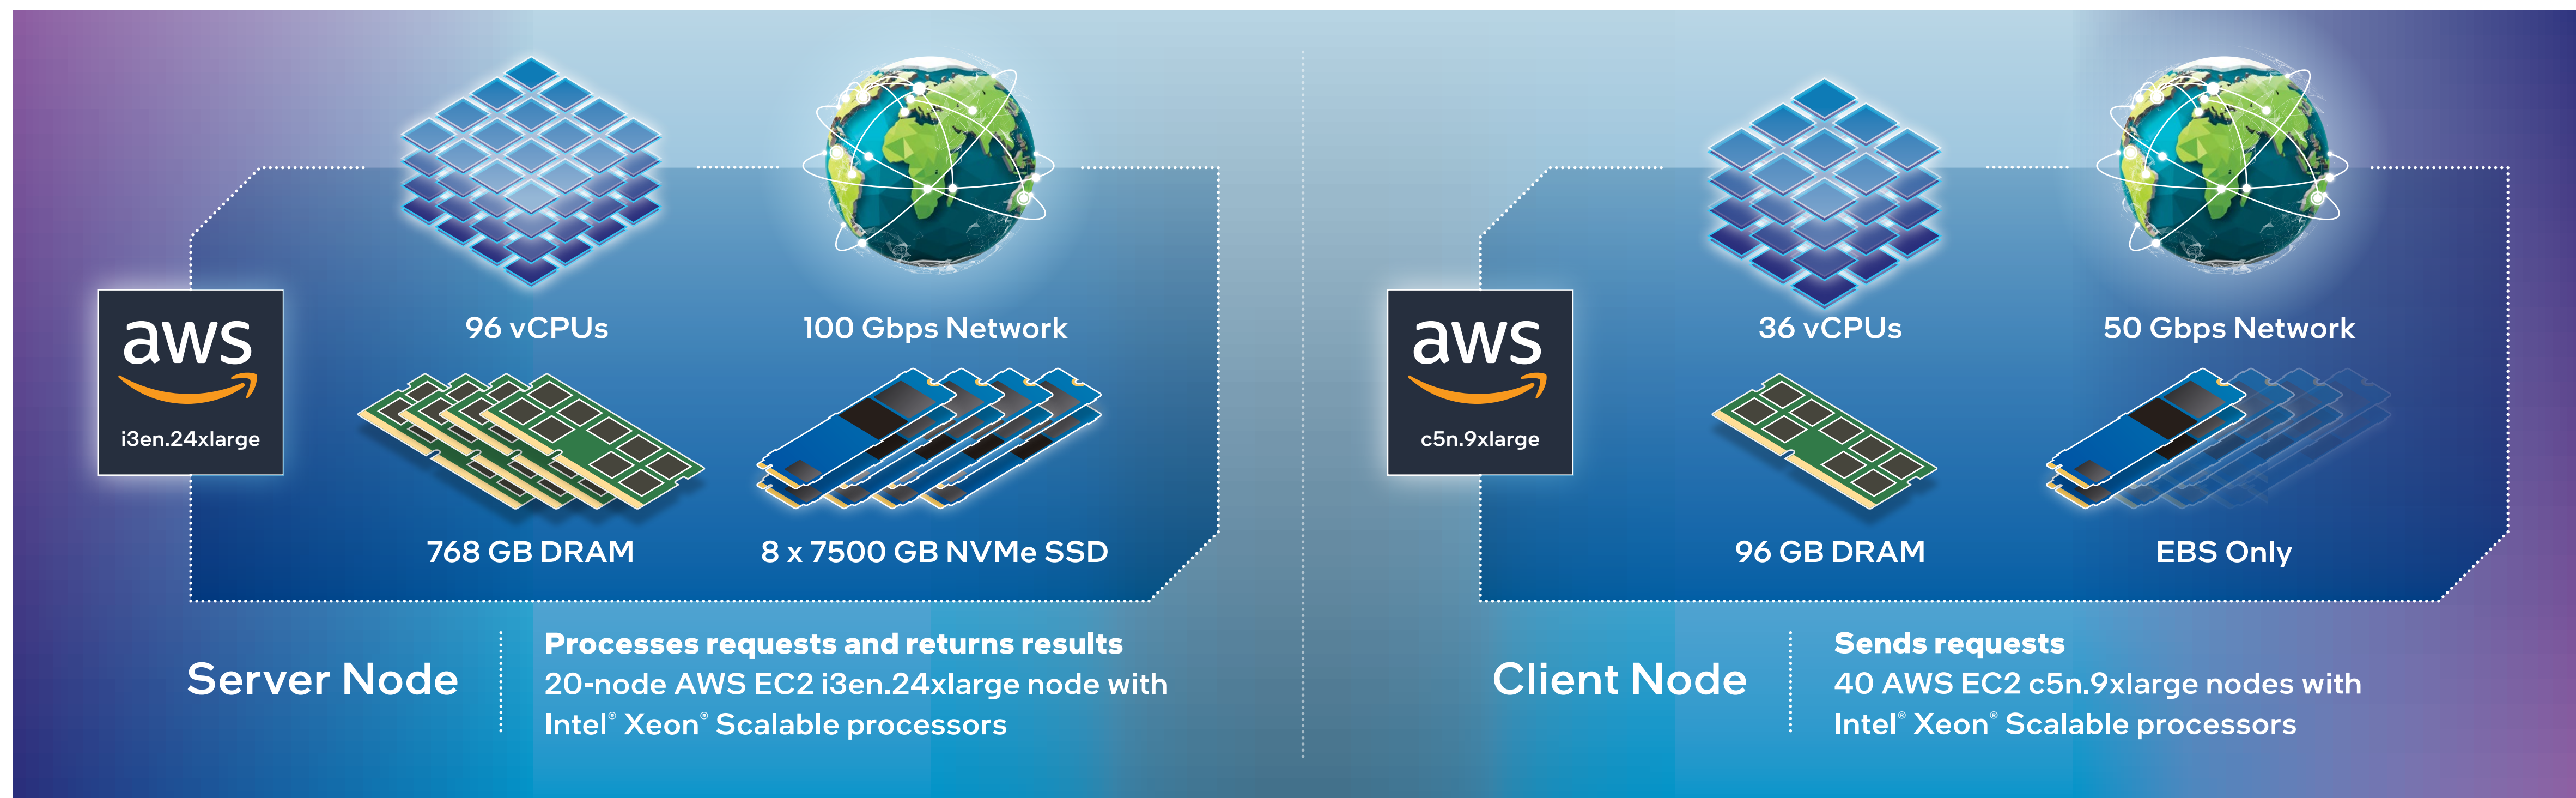 aws
i3en.24xlarge
96 vCPUs
100 Gbps Network
768 GB DRAM
8 x 7500 GB NVMe SSD
Server Node
Processes requests and returns results
20-node AWS EC2 i3en.24xlarge node with
Intel® Xeon® Scalable processors
aws
c5n.9xlarge
36 vCPUs
50 Gbps Network
96 GB DRAM
EBS Only
Client Node
Sends requests
40 AWS EC2 c5n.9xlarge nodes with
Intel® Xeon® Scalable processors